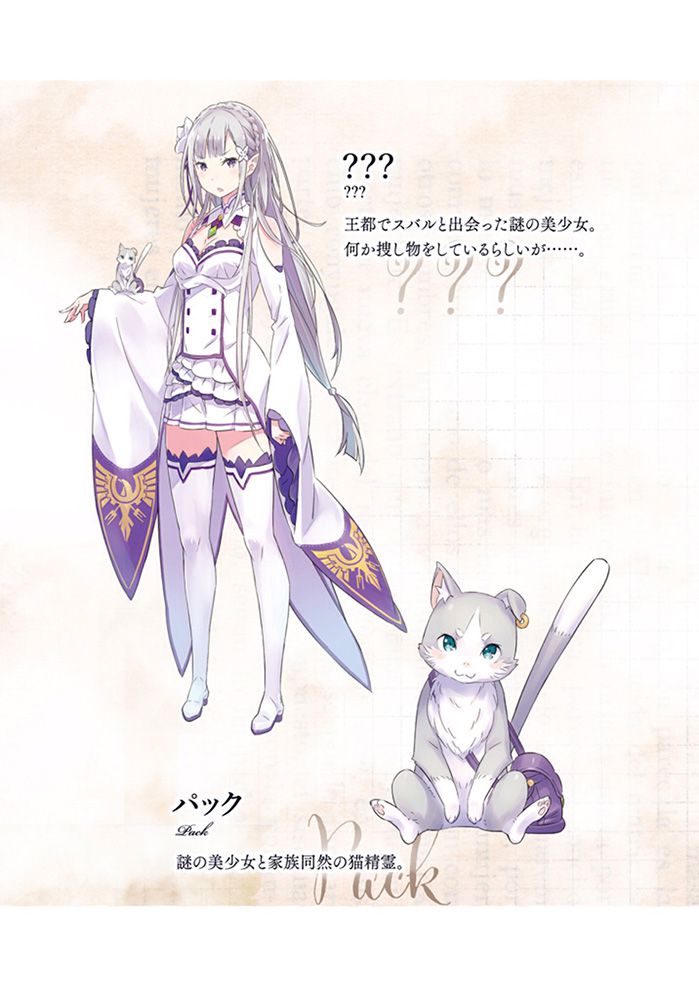 ???
???
王都でスバルと出会った謎の美少女。
何か捜し物をしているらしいが……。
???
パック
Pack
謎の美少女と家族同然の猫精霊。
Puck